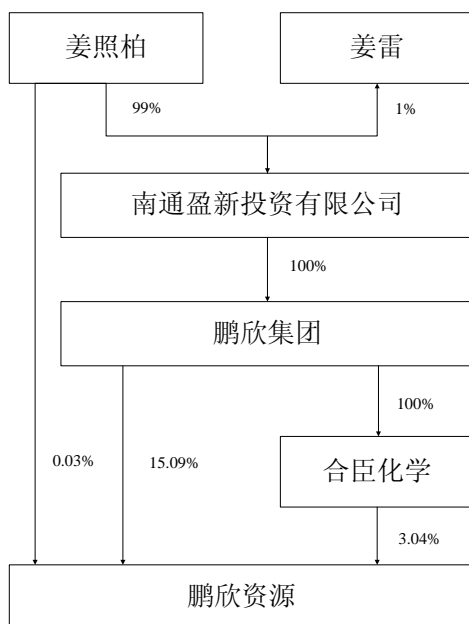 姜照柏
姜雷
99%
1%
南通盈新投资有限公司
100%
鹏欣集团
100%
0.03%
15.09%
合臣化学
3.04%
鹏欣资源